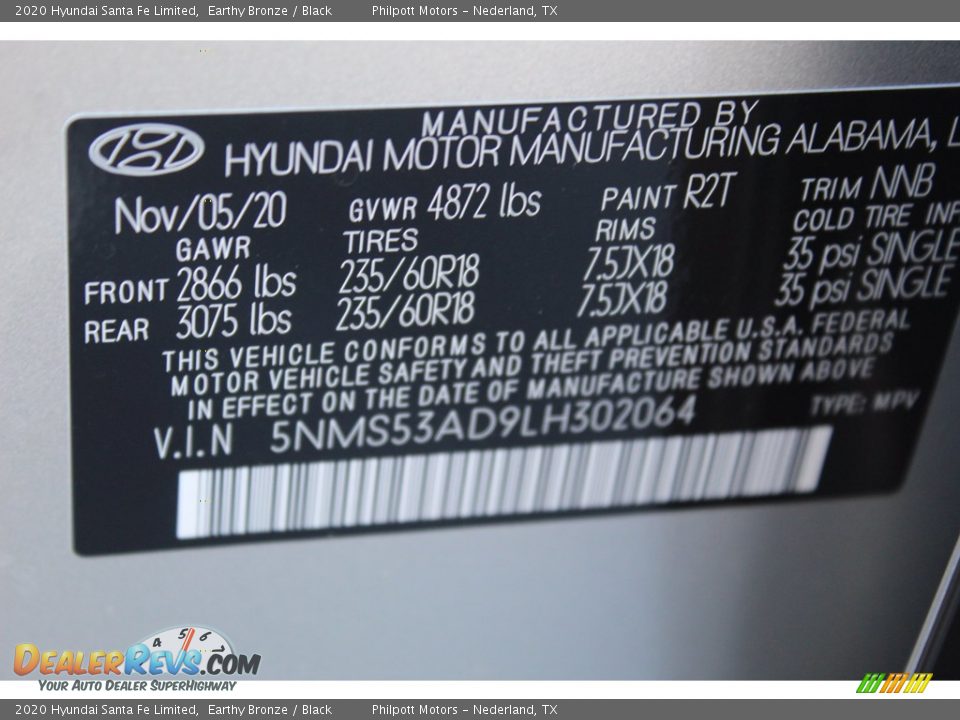 2020 Hyundai Santa Fe Limited, Earthy Bronze / Black Philpott Motors – Nederland, TX
MANUFACTURED BY
HYUNDAI MOTOR MANUFACTURING ALABAMA, L
Nov/05/20 GVWR 4872 lbs PAINT R2T TRIM NNB
GAWR TIRES RIMS COLD TIRE INF
FRONT 2866 lbs 235/60R18 7.5JX18 35 psi SINGLE
REAR 3075 lbs 235/60R18 7.5JX18 35 psi SINGLE
THIS VEHICLE CONFORMS TO ALL APPLICABLE U.S.A. FEDERAL
MOTOR VEHICLE SAFETY AND THEFT PREVENTION STANDARDS
IN EFFECT ON THE DATE OF MANUFACTURE SHOWN ABOVE
V.I.N 5NMS53AD9LH302064 TYPE: MPV
4 5 6 7
DEALERREVS.COM
YOUR AUTO DEALER SUPERHIGHWAY
2020 Hyundai Santa Fe Limited, Earthy Bronze / Black Philpott Motors – Nederland, TX